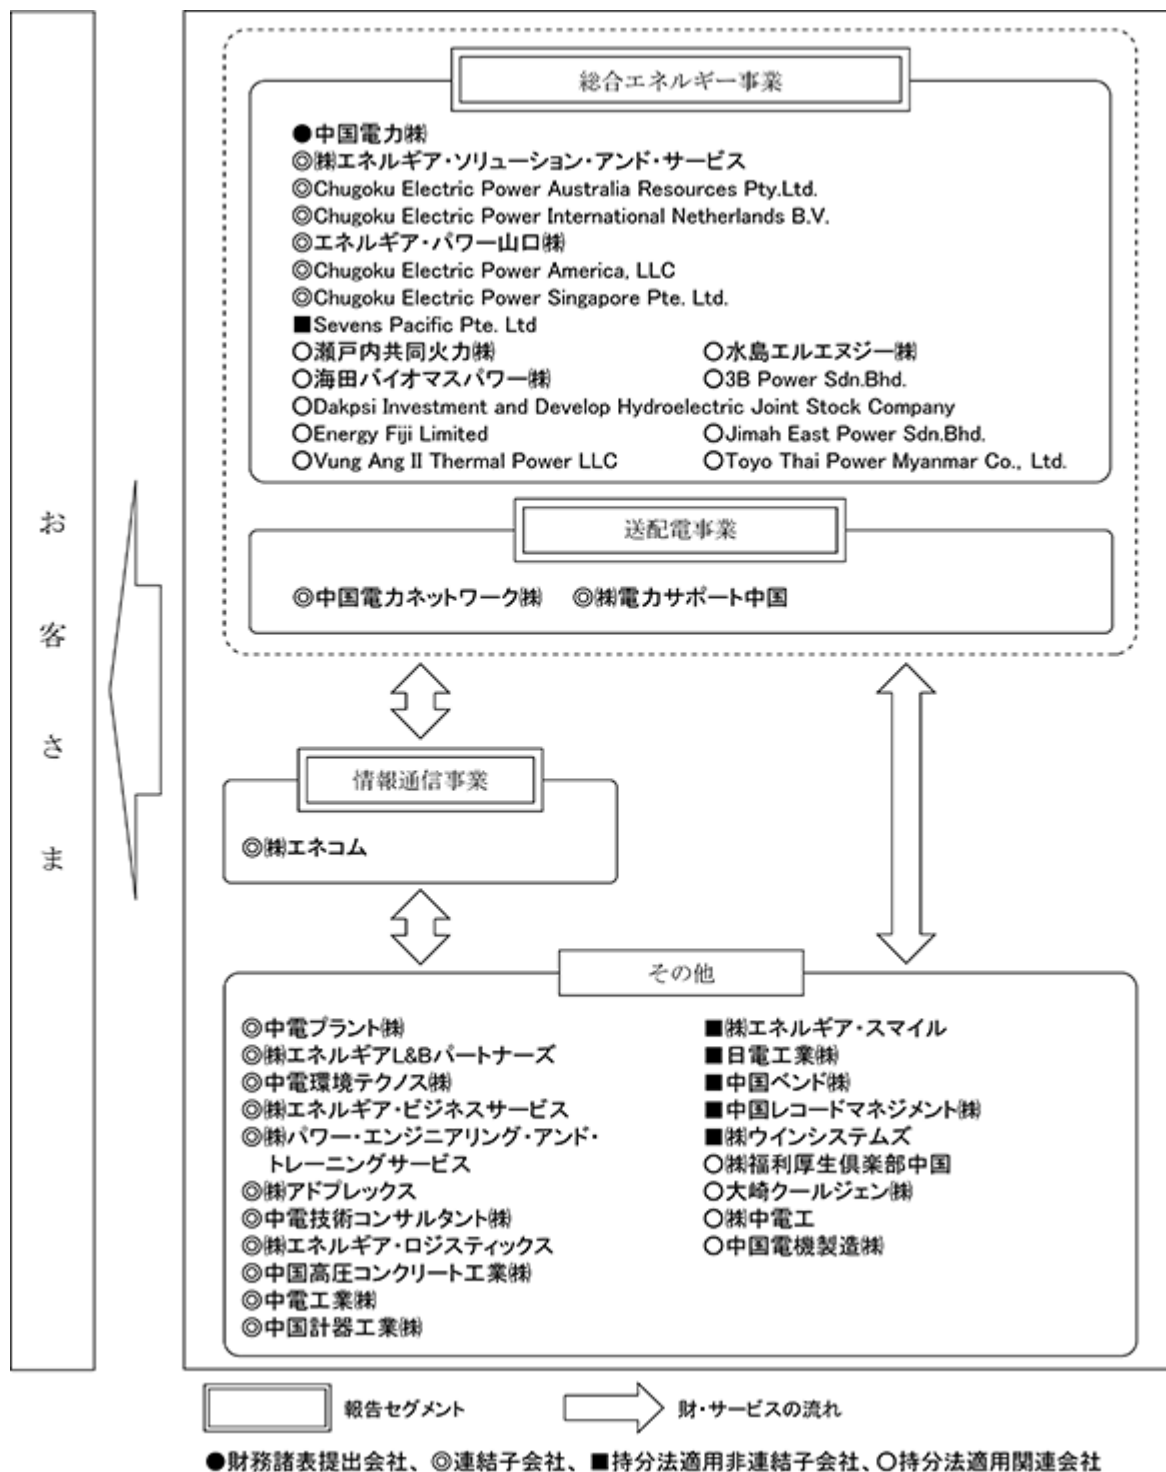 お客さま
総合エネルギー事業
●中国電力㈱
◎㈱エネルギア・ソリューション・アンド・サービス
◎Chugoku Electric Power Australia Resources Pty.Ltd.
◎Chugoku Electric Power International Netherlands B.V.
◎エネルギア・パワー山口㈱
◎Chugoku Electric Power America, LLC
◎Chugoku Electric Power Singapore Pte. Ltd.
■Sevens Pacific Pte. Ltd
○瀬戸内共同火力㈱ ○水島エルエヌジー㈱
○海田バイオマスパワー㈱ ○3B Power Sdn.Bhd.
○Dakpsi Investment and Develop Hydroelectric Joint Stock Company
○Energy Fiji Limited ○Jimah East Power Sdn.Bhd.
○Vung Ang II Thermal Power LLC ○Toyo Thai Power Myanmar Co., Ltd.
送配電事業
◎中国電力ネットワーク㈱ ◎㈱電力サポート中国
情報通信事業
◎㈱エネコム
その他
◎中電プラント㈱
◎㈱エネルギアL&Bパートナーズ
◎中電環境テクノス㈱
◎㈱エネルギア・ビジネスサービス
◎㈱パワー・エンジニアリング・アンド・
トレーニングサービス
◎㈱アドプレックス
◎中電技術コンサルタント㈱
◎㈱エネルギア・ロジスティックス
◎中国高圧コンクリート工業㈱
◎中電工業㈱
◎中国計器工業㈱
■㈱エネルギア・スマイル
■日電工業㈱
■中国ベンド㈱
■中国レコードマネジメント㈱
■㈱ウインシステムズ
○㈱福利厚生倶楽部中国
○大崎クールジェン㈱
○㈱中電工
○中国電機製造㈱
報告セグメント 財・サービスの流れ
●財務諸表提出会社、◎連結子会社、■持分法適用非連結子会社、○持分法適用関連会社